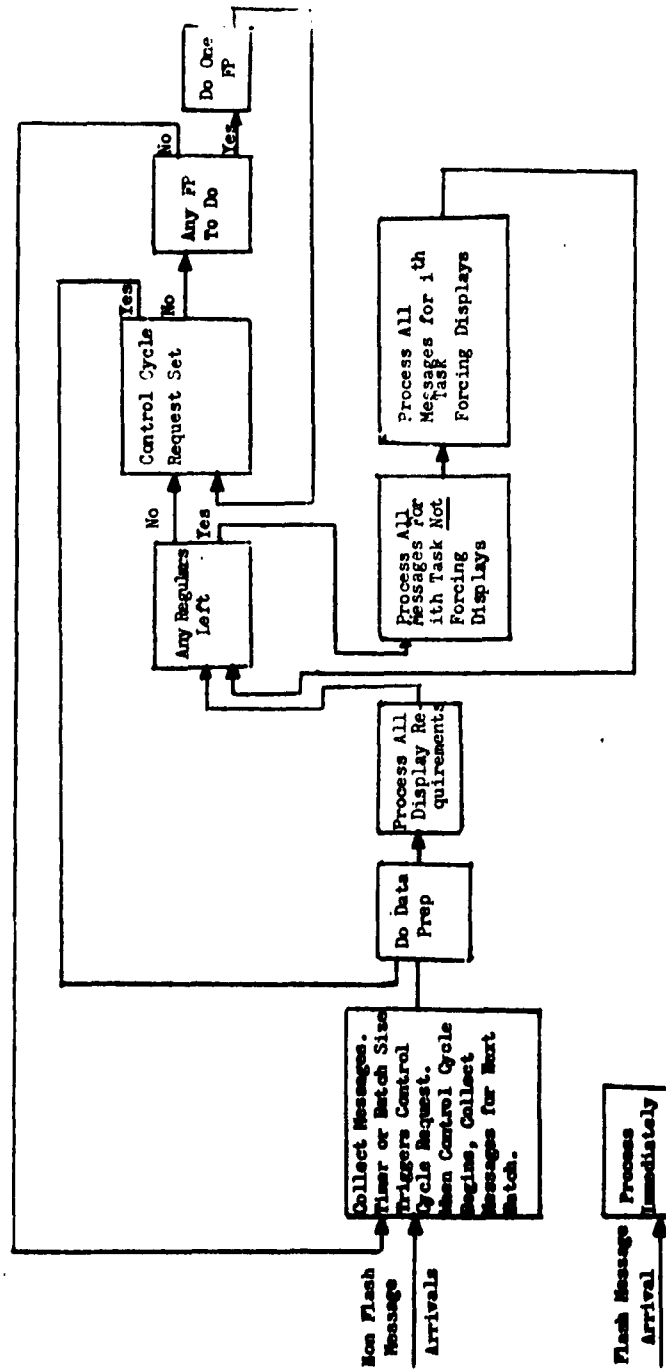 Non Flash
Message
Arrivals
Collect Messages.
Timer or Batch Size
Triggers Control
Cycle Request.
When Control Cycle
Begins, Collect
Messages for Next
Batch.
Flash Message
Arrival
Process
Immediately
Do Data
Prep
Process All
Display Re-
quirements
Any Regulars
Left
No
Yes
Process All
Messages for
ith Task Not
Forcing
Displays
Process All
Messages for ith
Task
Forcing Displays
Control Cycle
Request Set
Yes
No
Any FP
To Do
No
Yes
Do One
FP